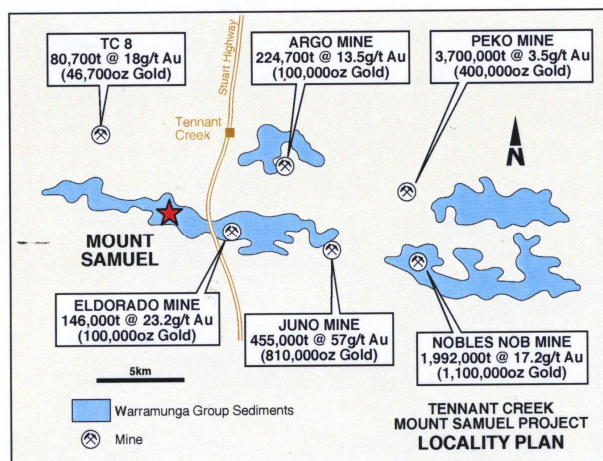 TC 8
80,700t @ 18g/t Au
(46,700oz Gold)
Stuart Highway
ARGO MINE
224,700t @ 13.5g/t Au
(100,000oz Gold)
PEKO MINE
3,700,000t @ 3.5g/t Au
(400,000oz Gold)
Tennant
Creek
N
MOUNT
SAMUEL
ELDORADO MINE
146,000t @ 23.2g/t Au
(100,000oz Gold)
JUNO MINE
455,000t @ 57g/t Au
(810,000oz Gold)
NOBLES NOB MINE
1,992,000t @ 17.2g/t Au
(1,100,000oz Gold)
5km
Warramunga Group Sediments
Mine
TENNANT CREEK
MOUNT SAMUEL PROJECT
LOCALITY PLAN